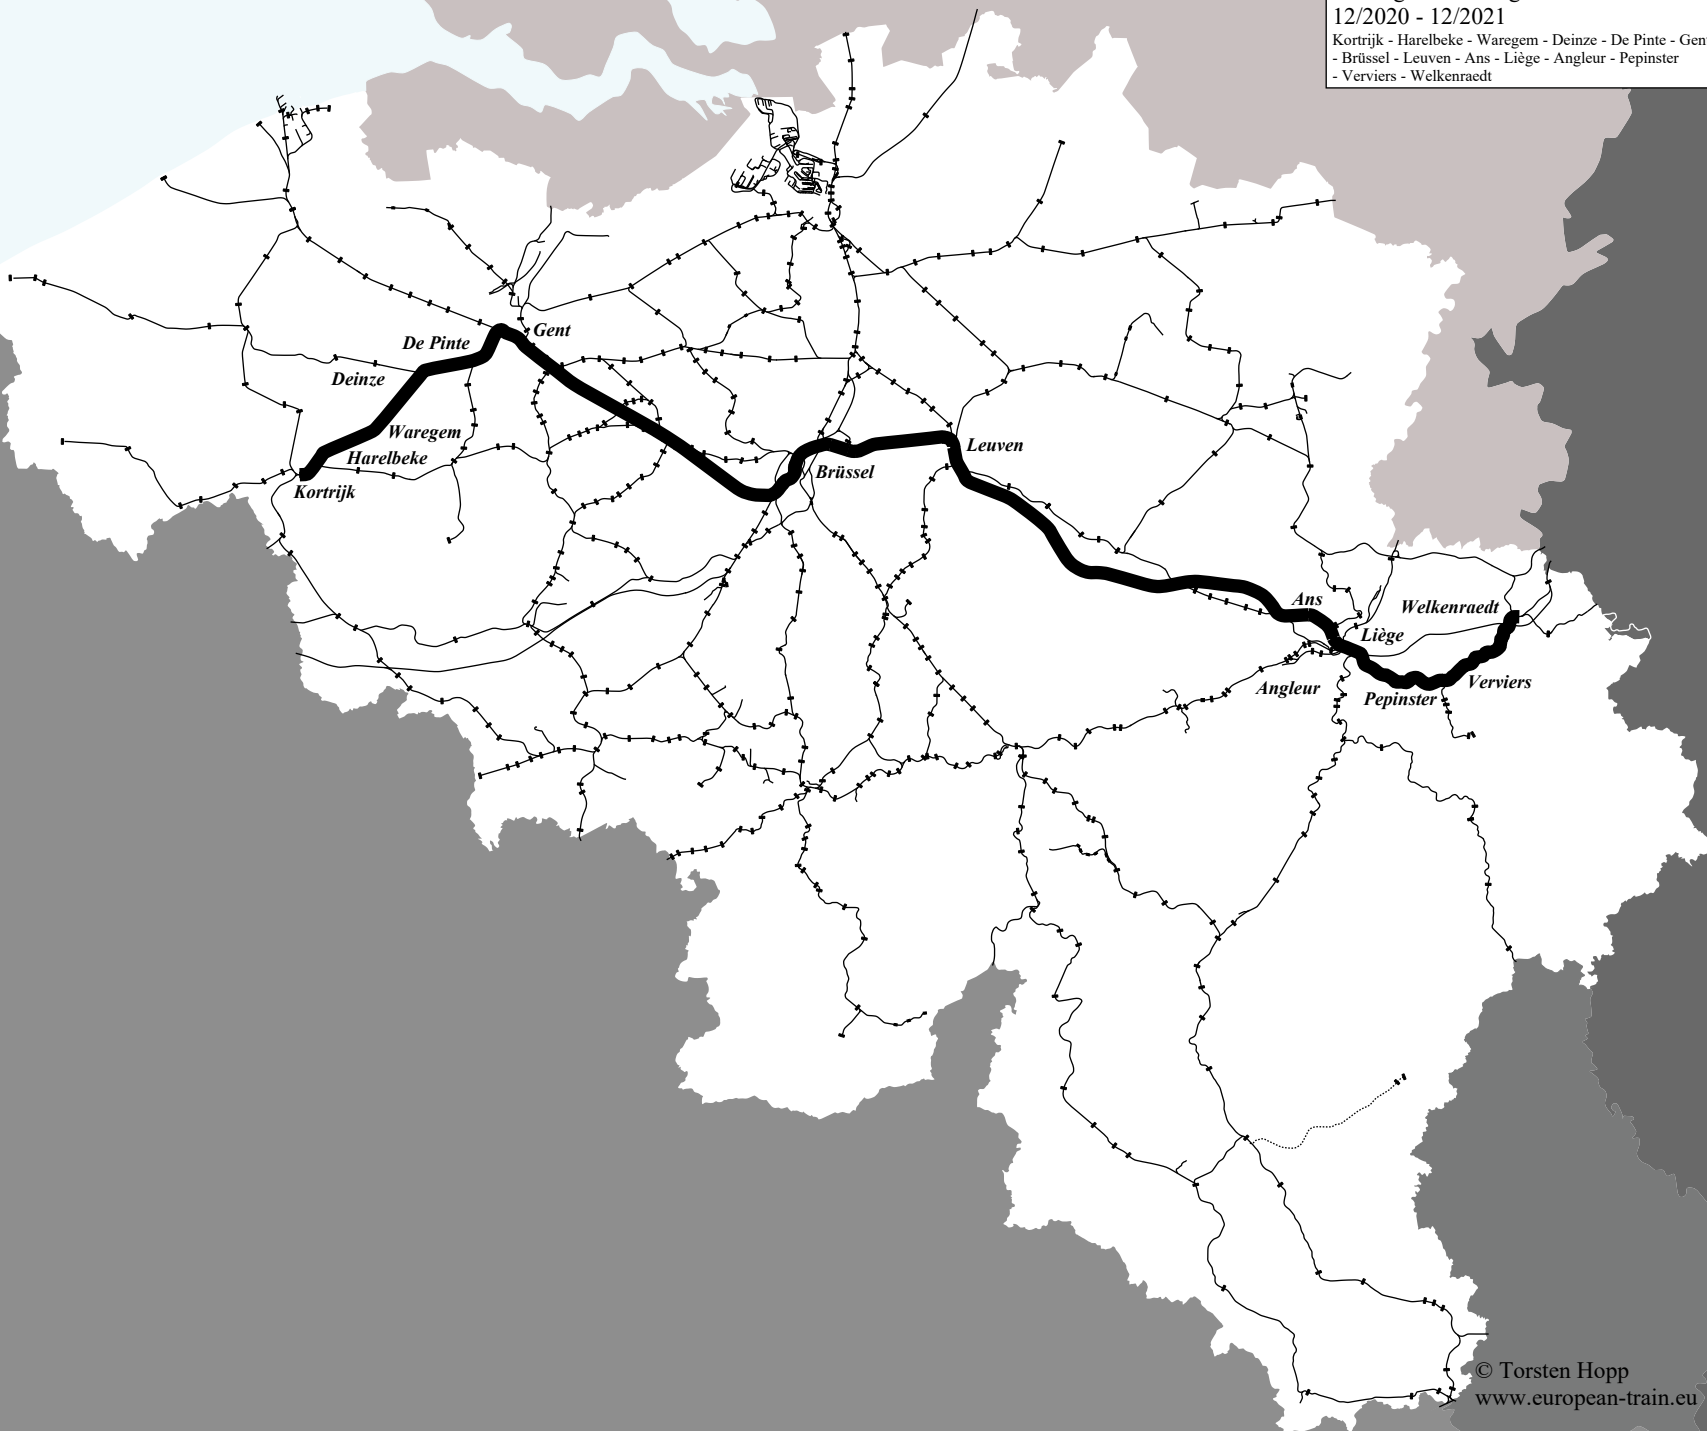 12/2020 - 12/2021
Kortrijk - Harelbeke - Waregem - Deinze - De Pinte - Gent
- Brüssel - Leuven - Ans - Liège - Angleur - Pepinster
- Verviers - Welkenraedt
Gent
De Pinte
Deinze
Waregem
Harelbeke
Kortrijk
Brüssel
Leuven
Ans
Welkenraedt
Liège
Angleur
Pepinster
Verviers
© Torsten Hopp
www.european-train.eu